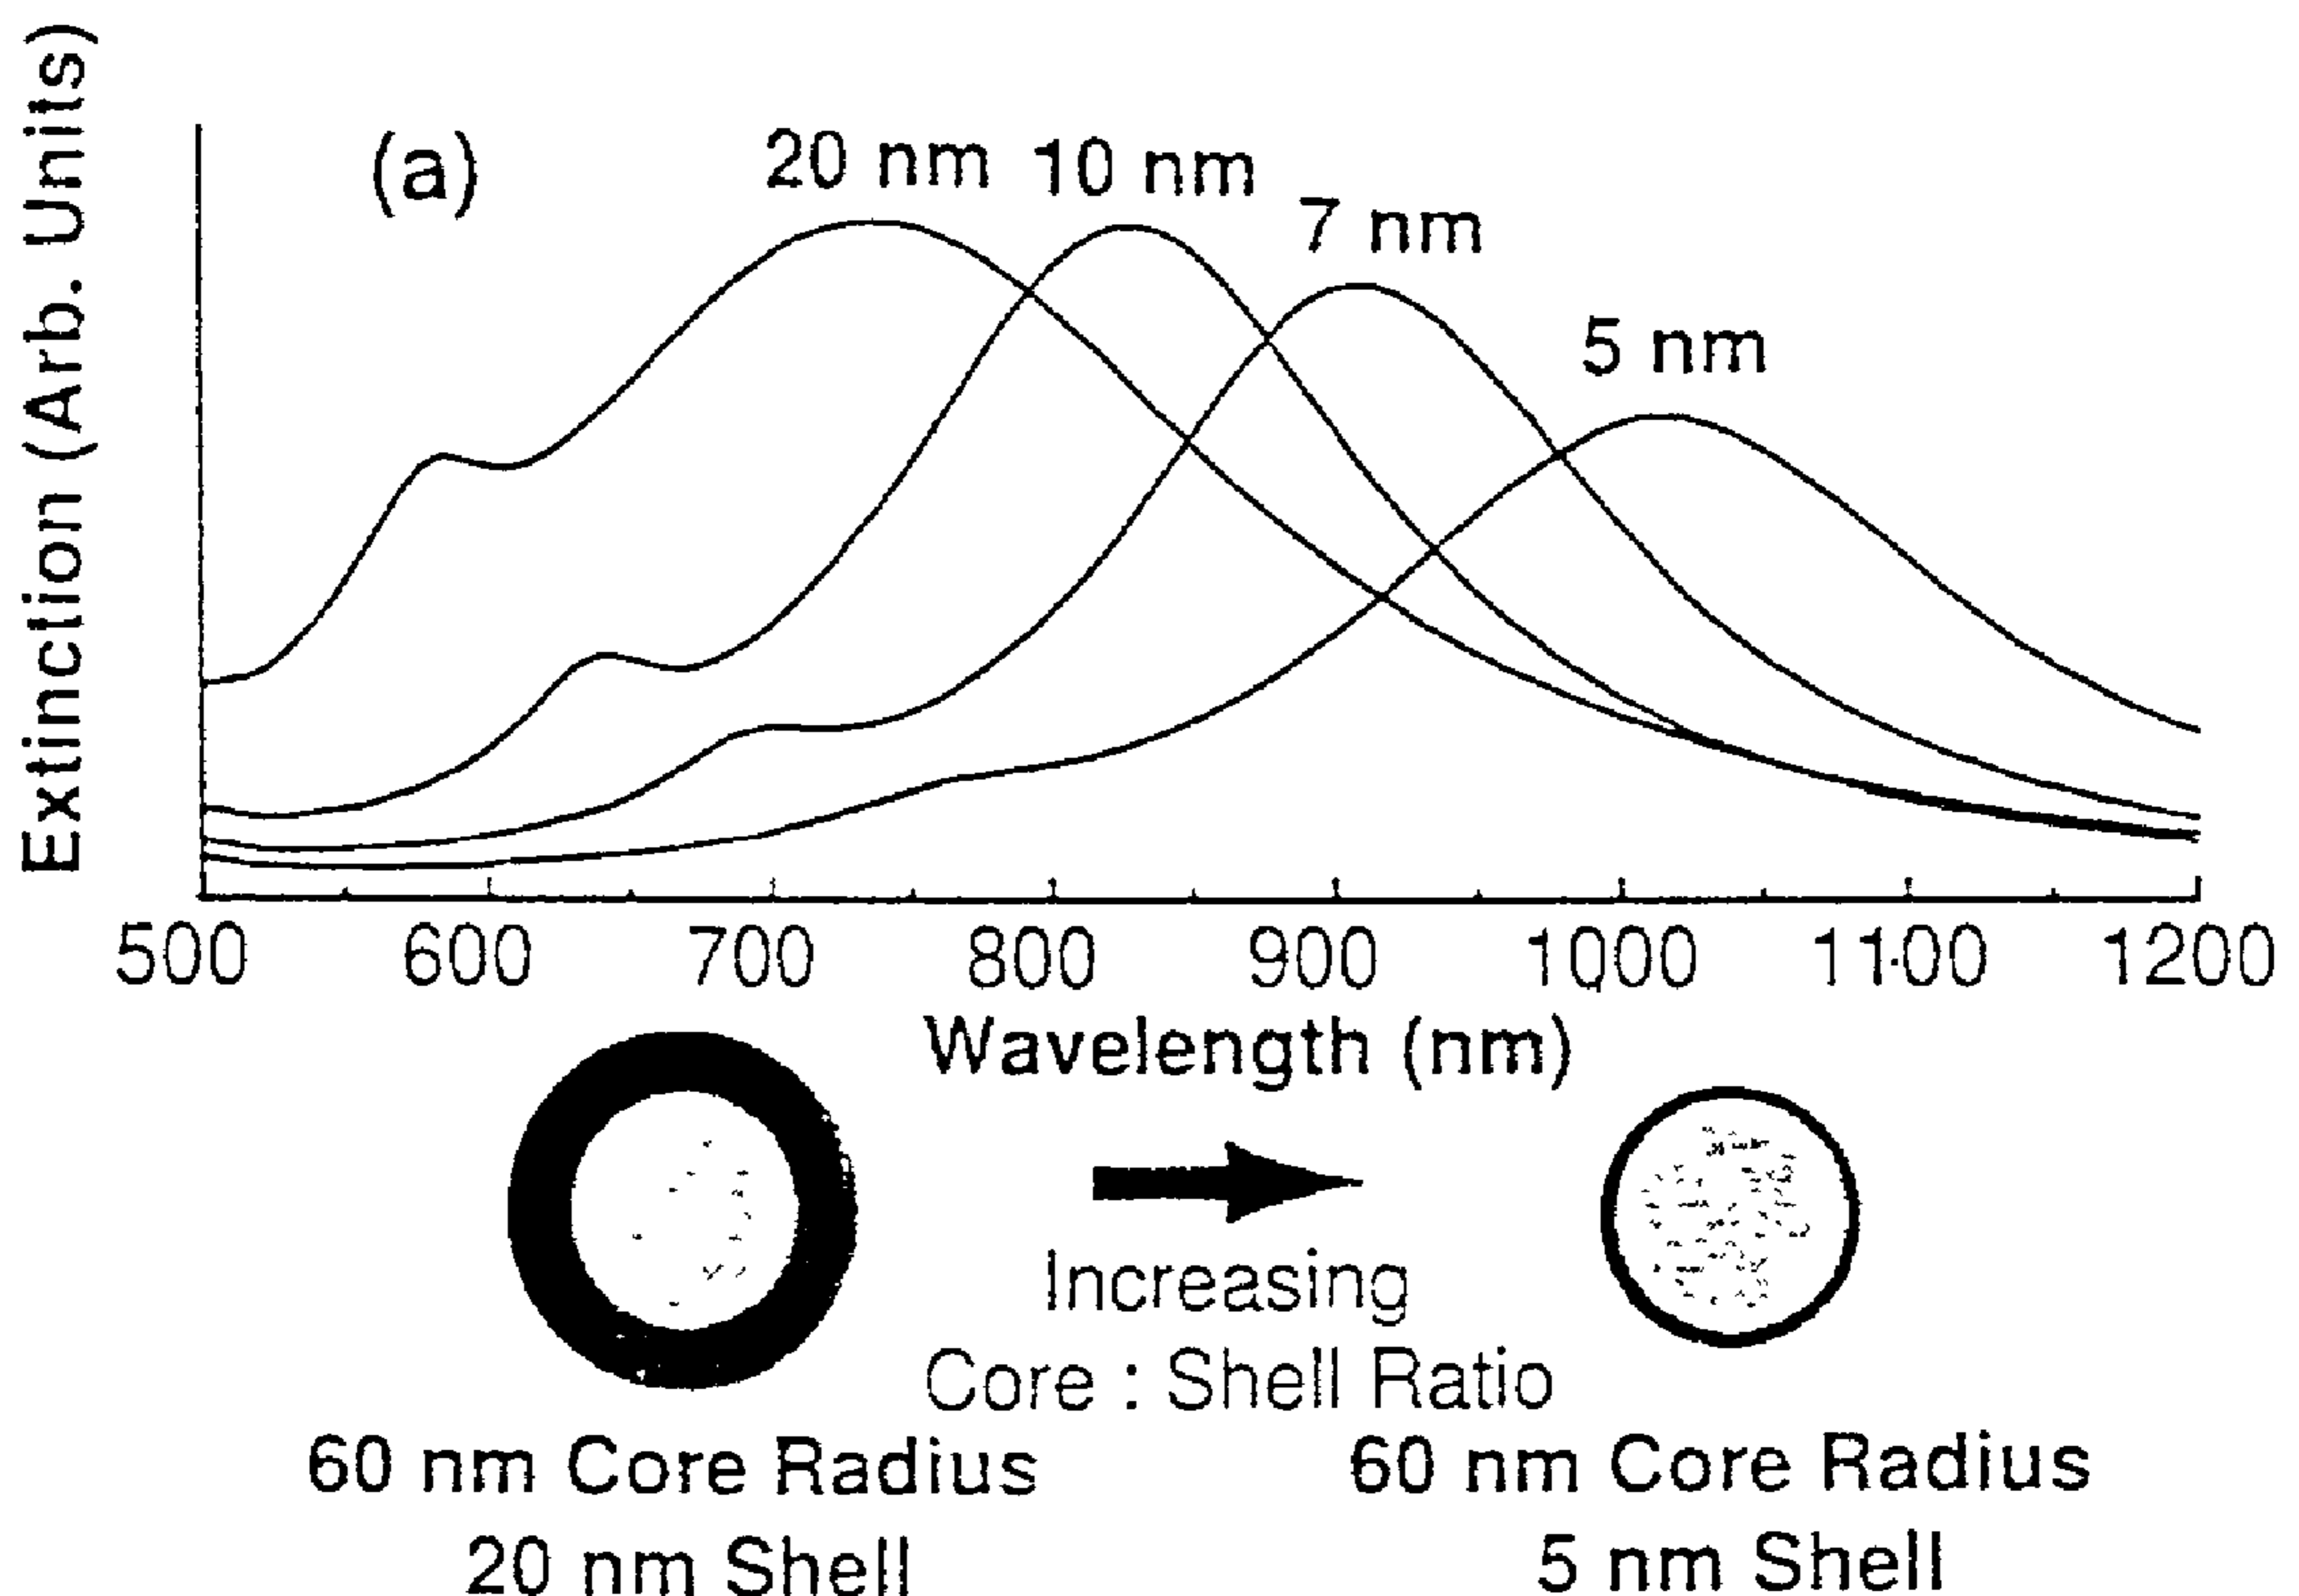 Extinction (Arb. Units)
(a)
20 nm
10 nm
7 nm
5 nm
500 600 700 800 900 1000 1100 1200
Wavelength (nm)
Increasing
Core : Shell Ratio
60 nm Core Radius
20 nm Shell
60 nm Core Radius
5 nm Shell